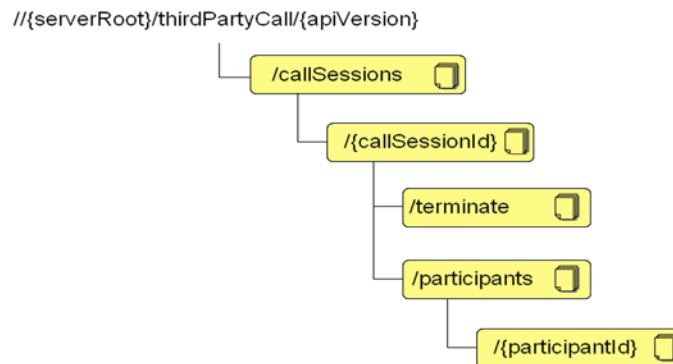 //{serverRoot}/thirdPartyCall/{apiVersion}
/callSessions
/{callSessionId}
/terminate
/participants
/{participantId}